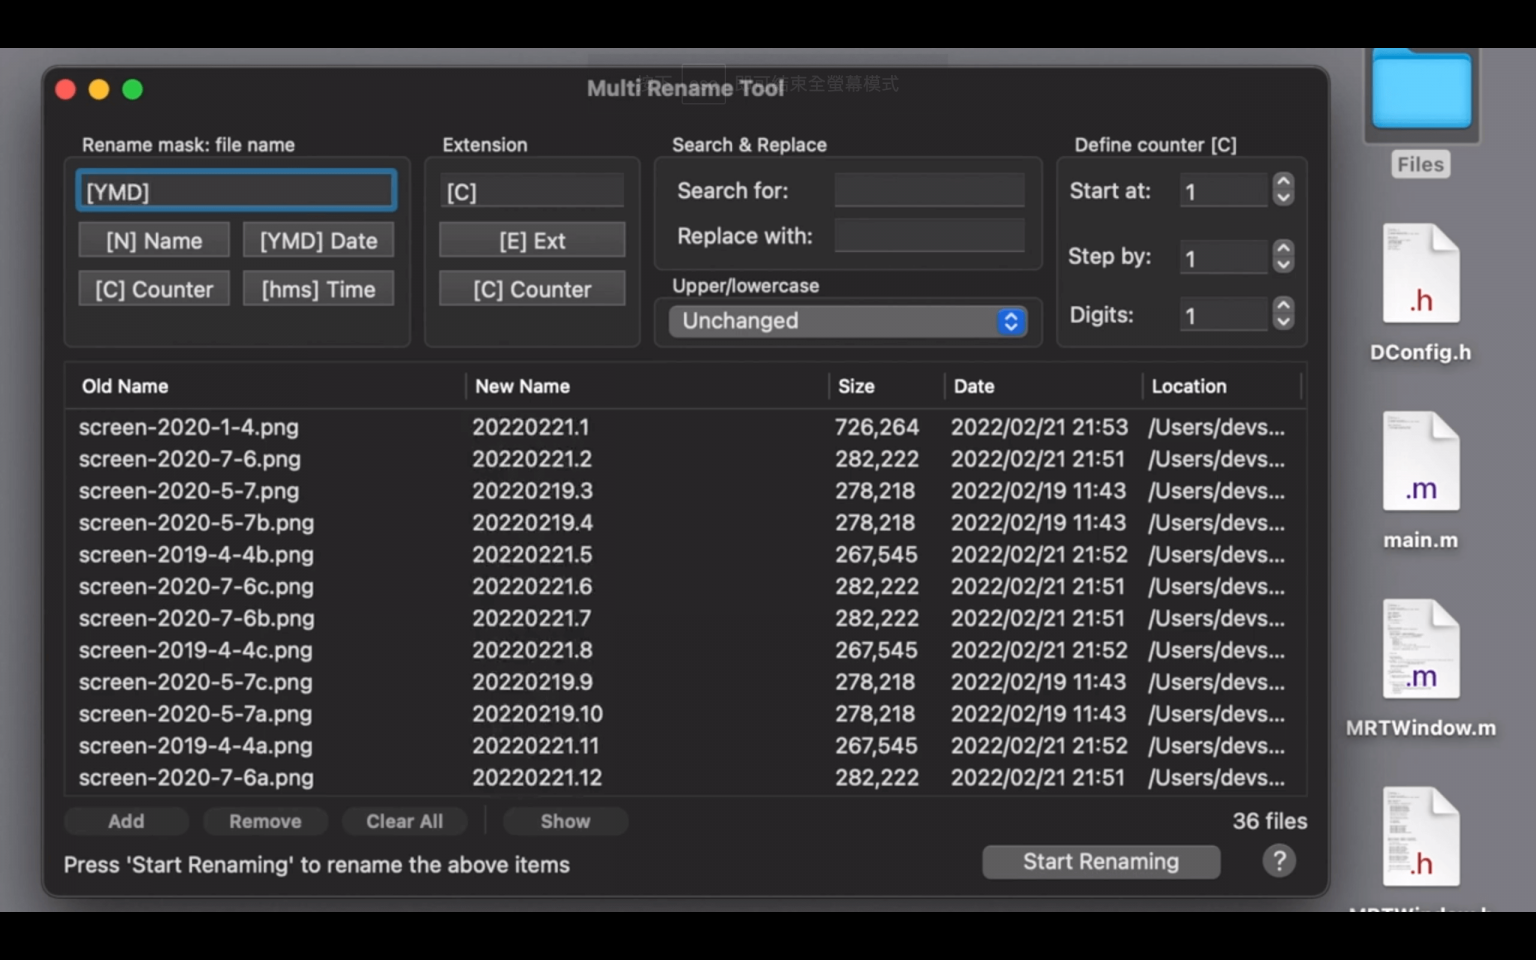 Multi Rename Tool
即可結束全螢幕模式
Rename mask: file name
Extension
Search & Replace
Define counter [C]
Files
[YMD]
[C]
Search for:
Start at:
1
[N] Name
[YMD] Date
[E] Ext
Replace with:
Step by:
1
[C] Counter
[hms] Time
[C] Counter
Upper/lowercase
Unchanged
Digits:
1
.h
DConfig.h
Old Name
New Name
Size
Date
Location
screen-2020-1-4.png 20220221.1 726,264 2022/02/21 21:53 /Users/devs...
screen-2020-7-6.png 20220221.2 282,222 2022/02/21 21:51 /Users/devs...
screen-2020-5-7.png 20220219.3 278,218 2022/02/19 11:43 /Users/devs...
screen-2020-5-7b.png 20220219.4 278,218 2022/02/19 11:43 /Users/devs...
screen-2019-4-4b.png 20220221.5 267,545 2022/02/21 21:52 /Users/devs...
screen-2020-7-6c.png 20220221.6 282,222 2022/02/21 21:51 /Users/devs...
screen-2020-7-6b.png 20220221.7 282,222 2022/02/21 21:51 /Users/devs...
screen-2019-4-4c.png 20220221.8 267,545 2022/02/21 21:52 /Users/devs...
screen-2020-5-7c.png 20220219.9 278,218 2022/02/19 11:43 /Users/devs...
screen-2020-5-7a.png 20220219.10 278,218 2022/02/19 11:43 /Users/devs...
screen-2019-4-4a.png 20220221.11 267,545 2022/02/21 21:52 /Users/devs...
screen-2020-7-6a.png 20220221.12 282,222 2022/02/21 21:51 /Users/devs...
.m
main.m
.m
MRTWindow.m
.h
Add
Remove
Clear All
Show
36 files
Press 'Start Renaming' to rename the above items
Start Renaming
?